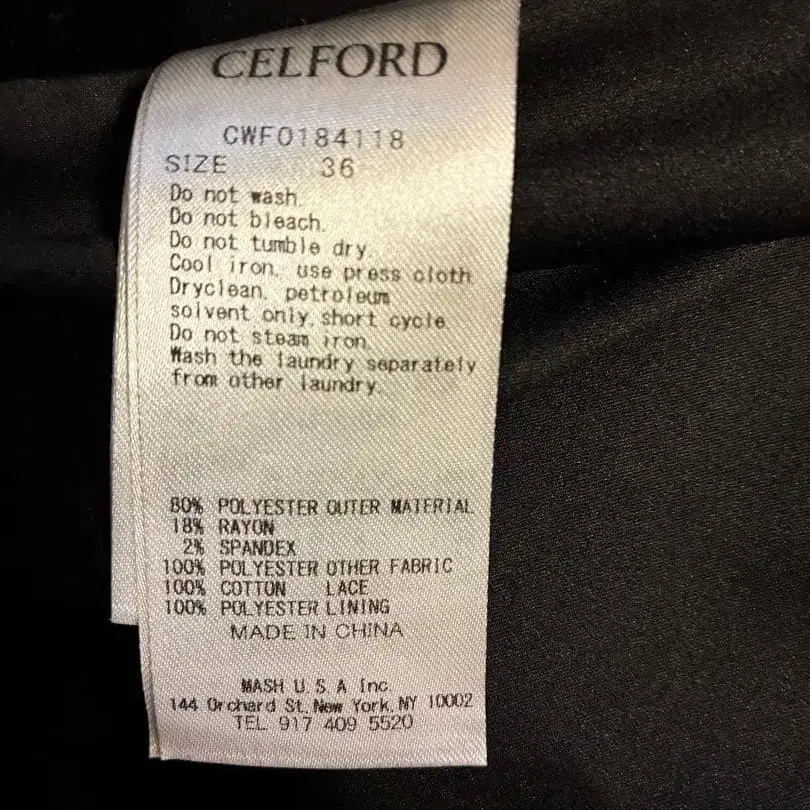 CELFORD
CWF0184118
SIZE 36
Do not wash.
Do not bleach.
Do not tumble dry.
Cool iron, use press cloth
Dryclean, petroleum
solvent only, short cycle.
Do not steam iron.
Wash the laundry separately
from other laundry.
80% POLYESTER OUTER MATERIAL
18% RAYON
2% SPANDEX
100% POLYESTER OTHER FABRIC
100% COTTON LACE
100% POLYESTER LINING
MADE IN CHINA
MASH U.S.A Inc.
144 Orchard St. New York, NY 10002
TEL 917 409 5520